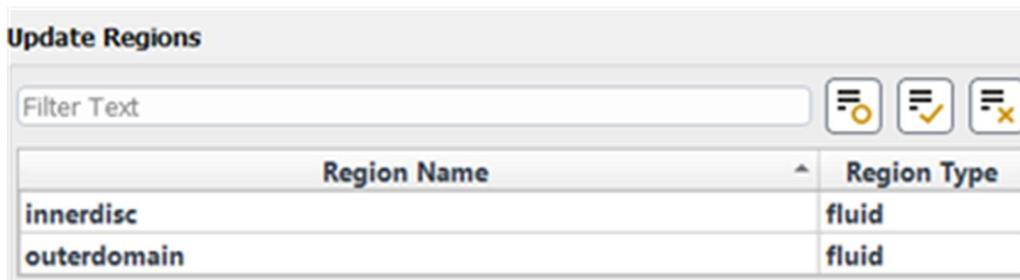 Update Regions
Filter Text
Region Name Region Type
innerdisc fluid
outerdomain fluid